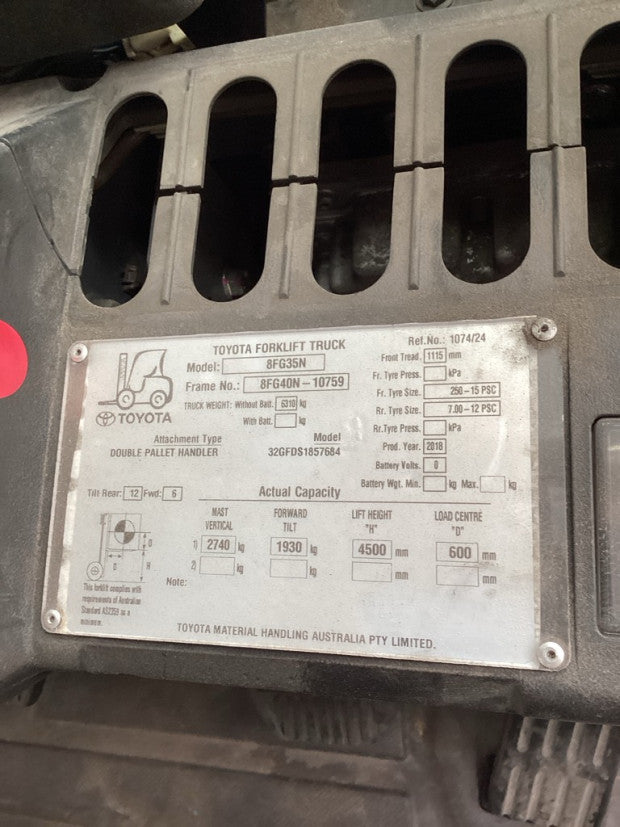 TOYOTA FORKLIFT TRUCK
Ref.No.: 1074/24
Model: 8FG35N
Front Tread. 1115 mm
Frame No.: 8FG40N-10759
Fr. Tyre Press. kPa
TRUCK WEIGHT: Without Batt. 6310 kg
Fr. Tyre Size. 250-15 PSC
With Batt. kg
Rr. Tyre Size. 7.00-12 PSC
TOYOTA
Rr.Tyre Press. kPa
Attachment Type Model
Prod. Year. 2018
DOUBLE PALLET HANDLER 32GFDS1857684
Battery Volts. 0
Battery Wgt. Min. kg Max. kg
Tilt Rear: 12 Fwd: 6
Actual Capacity
MAST VERTICAL
FORWARD TILT
LIFT HEIGHT "H"
LOAD CENTRE "D"
1) 2740 kg 1930 kg 4500 mm 600 mm
2) kg kg mm mm
D
D H
Note:
This forklift complies with
requirements of Australian
Standard AS2359 as a
minimum.
TOYOTA MATERIAL HANDLING AUSTRALIA PTY LIMITED.